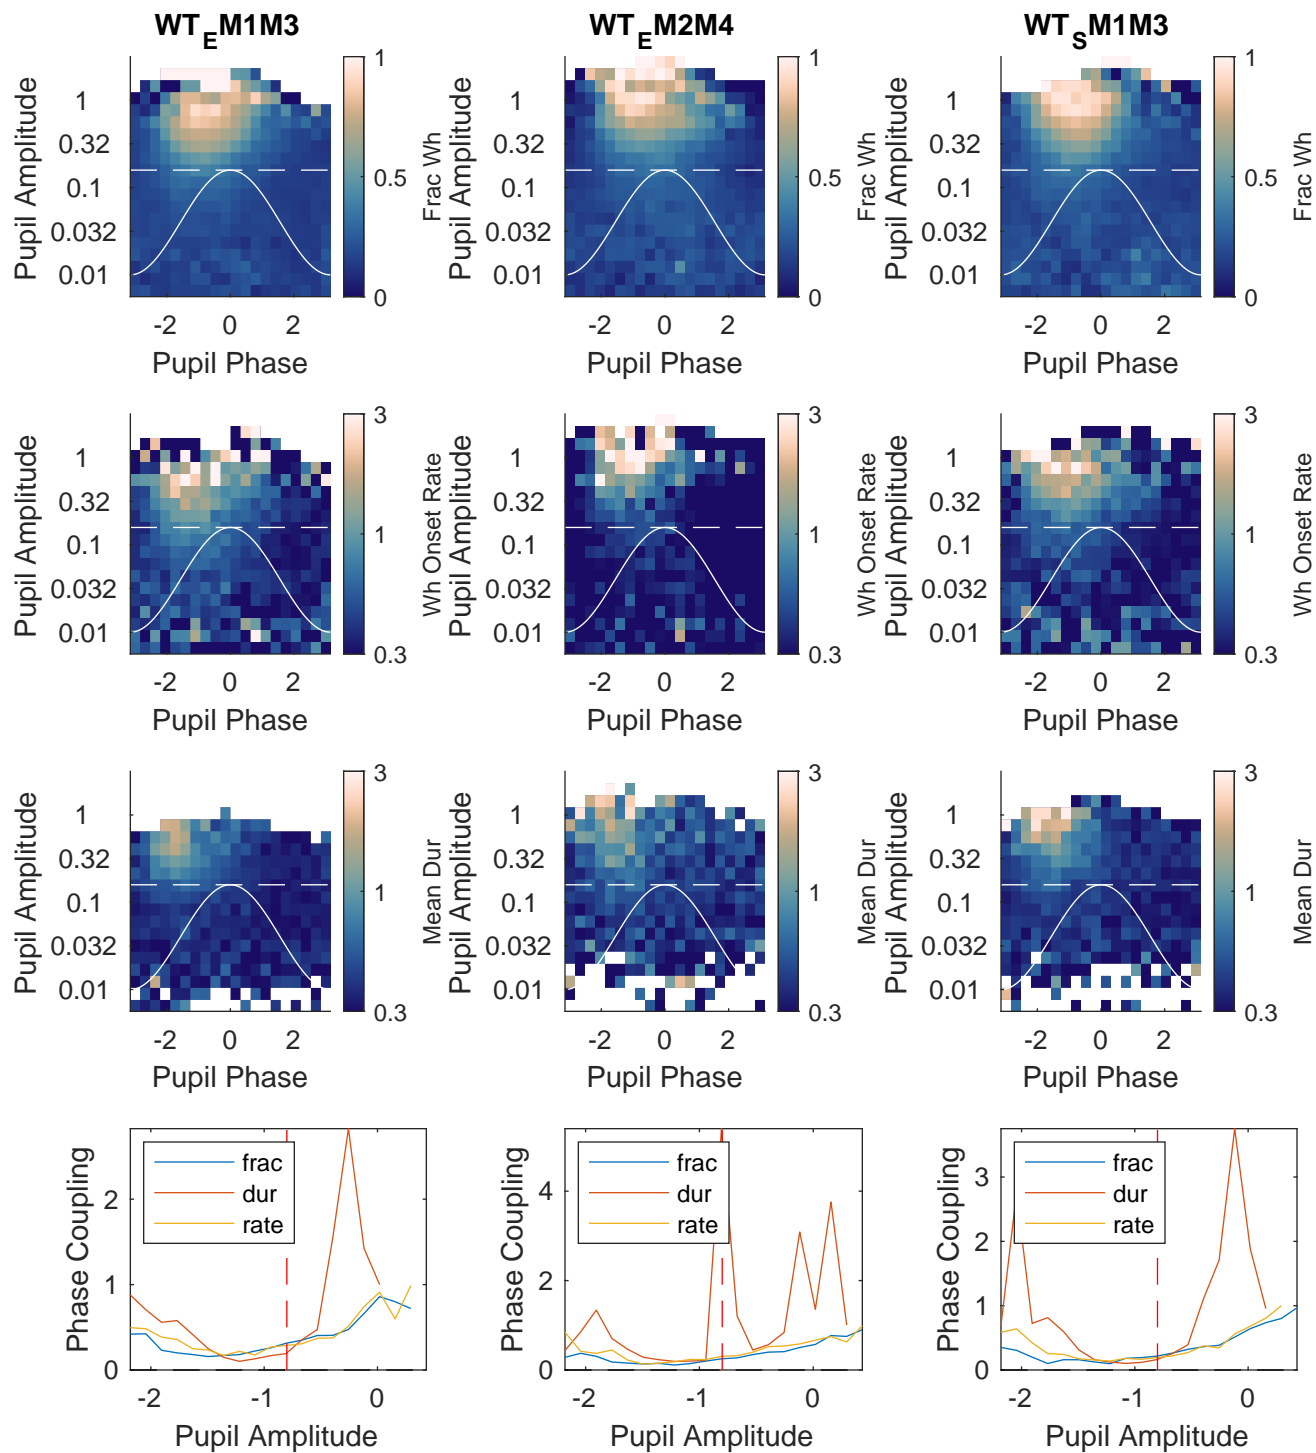 WT_EM1M3
WT_EM2M4
WT_SM1M3
Pupil Amplitude
1
0.32
0.1
0.032
0.01
-2 0 2
Pupil Phase
1
0.5
0
Frac Wh
Pupil Amplitude
1
0.32
0.1
0.032
0.01
-2 0 2
Pupil Phase
1
0.5
0
Frac Wh
Pupil Amplitude
1
0.32
0.1
0.032
0.01
-2 0 2
Pupil Phase
1
0.5
0
Frac Wh
Pupil Amplitude
1
0.32
0.1
0.032
0.01
-2 0 2
Pupil Phase
3
1
0.3
Wh Onset Rate
Pupil Amplitude
1
0.32
0.1
0.032
0.01
-2 0 2
Pupil Phase
3
1
0.3
Wh Onset Rate
Pupil Amplitude
1
0.32
0.1
0.032
0.01
-2 0 2
Pupil Phase
3
1
0.3
Wh Onset Rate
Pupil Amplitude
1
0.32
0.1
0.032
0.01
-2 0 2
Pupil Phase
3
1
0.3
Mean Dur
Pupil Amplitude
1
0.32
0.1
0.032
0.01
-2 0 2
Pupil Phase
3
1
0.3
Mean Dur
Pupil Amplitude
1
0.32
0.1
0.032
0.01
-2 0 2
Pupil Phase
3
1
0.3
Mean Dur
Phase Coupling
2
1
0
frac
dur
rate
-2 -1 0
Pupil Amplitude
Phase Coupling
4
2
0
frac
dur
rate
-2 -1 0
Pupil Amplitude
Phase Coupling
3
2
1
0
frac
dur
rate
-2 -1 0
Pupil Amplitude